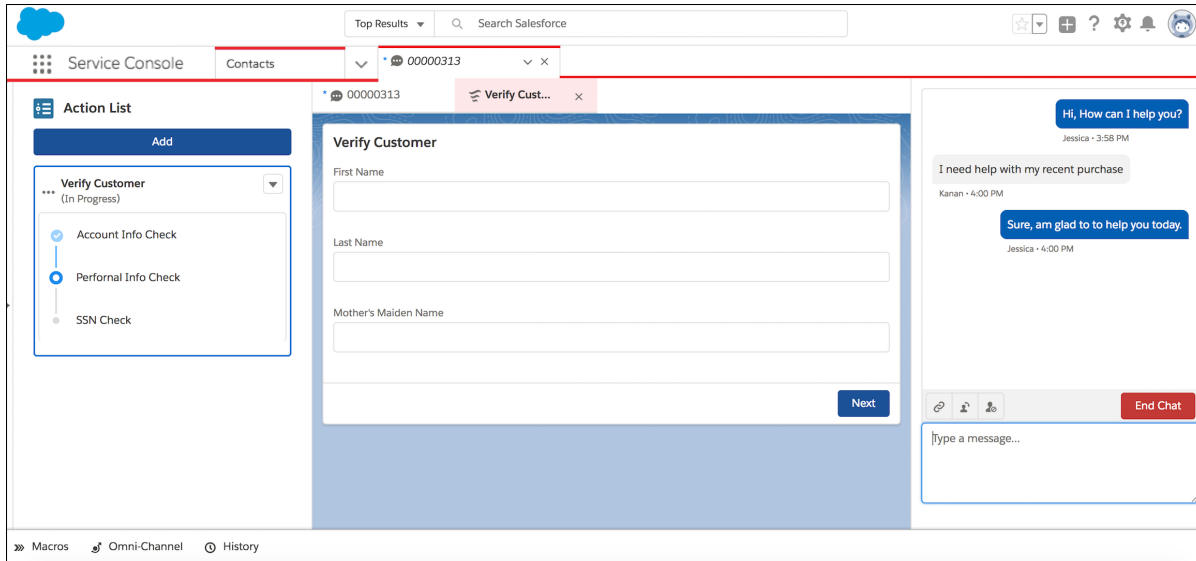 Top Results
Search Salesforce
Service Console
Contacts
* 00000313
Action List
Add
Verify Customer
(In Progress)
Account Info Check
Perfornal Info Check
SSN Check
* 00000313
Verify Cust...
Verify Customer
First Name
Last Name
Mother's Maiden Name
Next
Hi, How can I help you?
Jessica • 3:58 PM
I need help with my recent purchase
Kanan • 4:00 PM
Sure, am glad to to help you today.
Jessica • 4:00 PM
End Chat
Type a message...
Macros
Omni-Channel
History